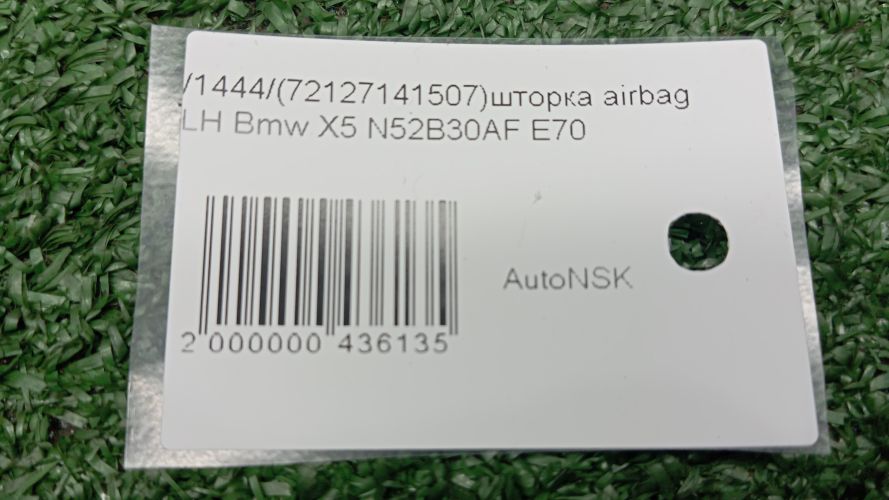 /1444/(72127141507)шторка airbag
LH Bmw X5 N52B30AF E70
AutoNSK
2 000000 436135